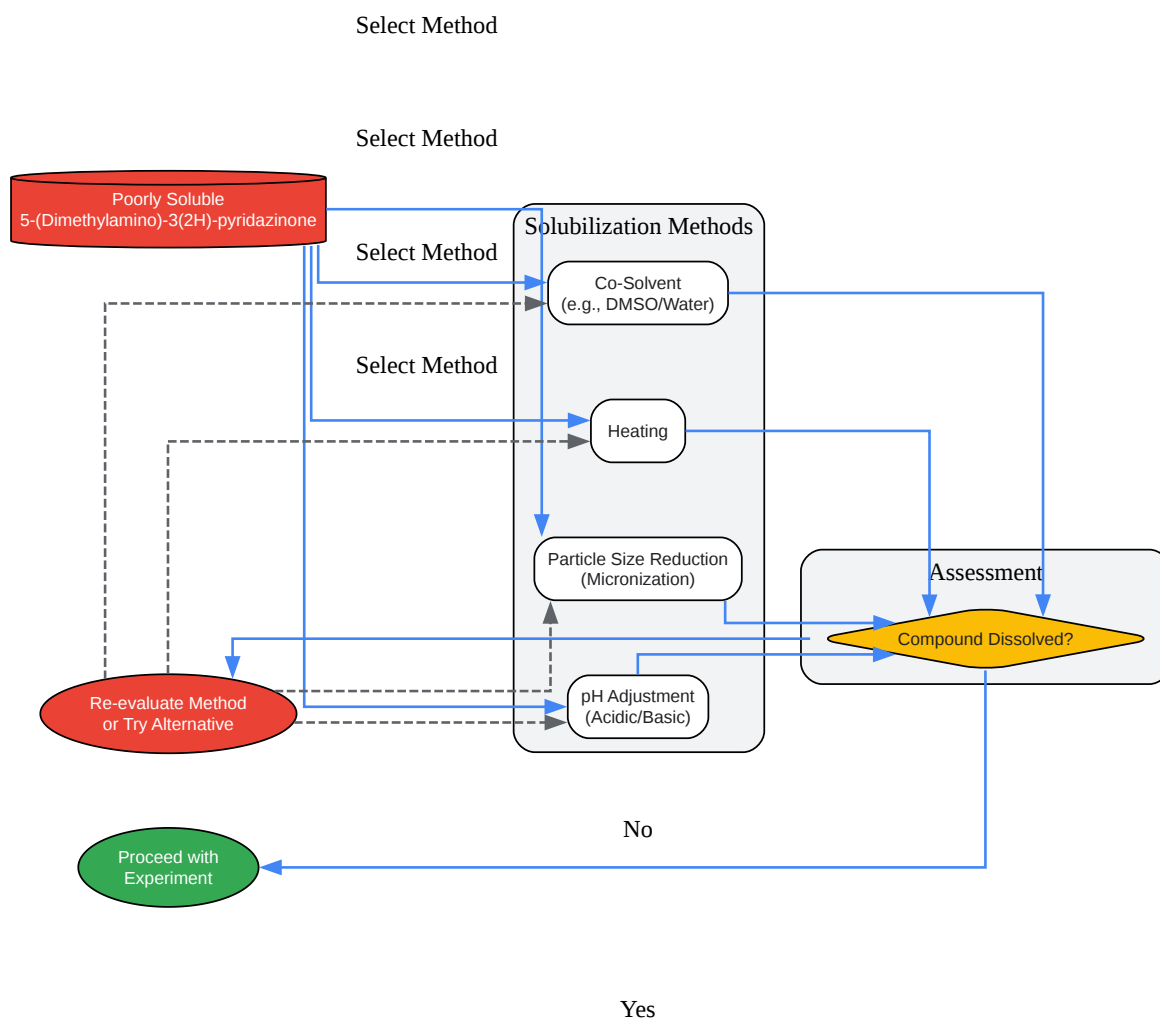 Select Method
Select Method
Poorly Soluble
5-(Dimethylamino)-3(2H)-pyridazinone
Solubilization Methods
Select Method
Co-Solvent
(e.g., DMSO/Water)
Select Method
Heating
Particle Size Reduction
(Micronization)
Assessment
Compound Dissolved?
Re-evaluate Method
or Try Alternative
pH Adjustment
(Acidic/Basic)
No
Proceed with
Experiment
Yes